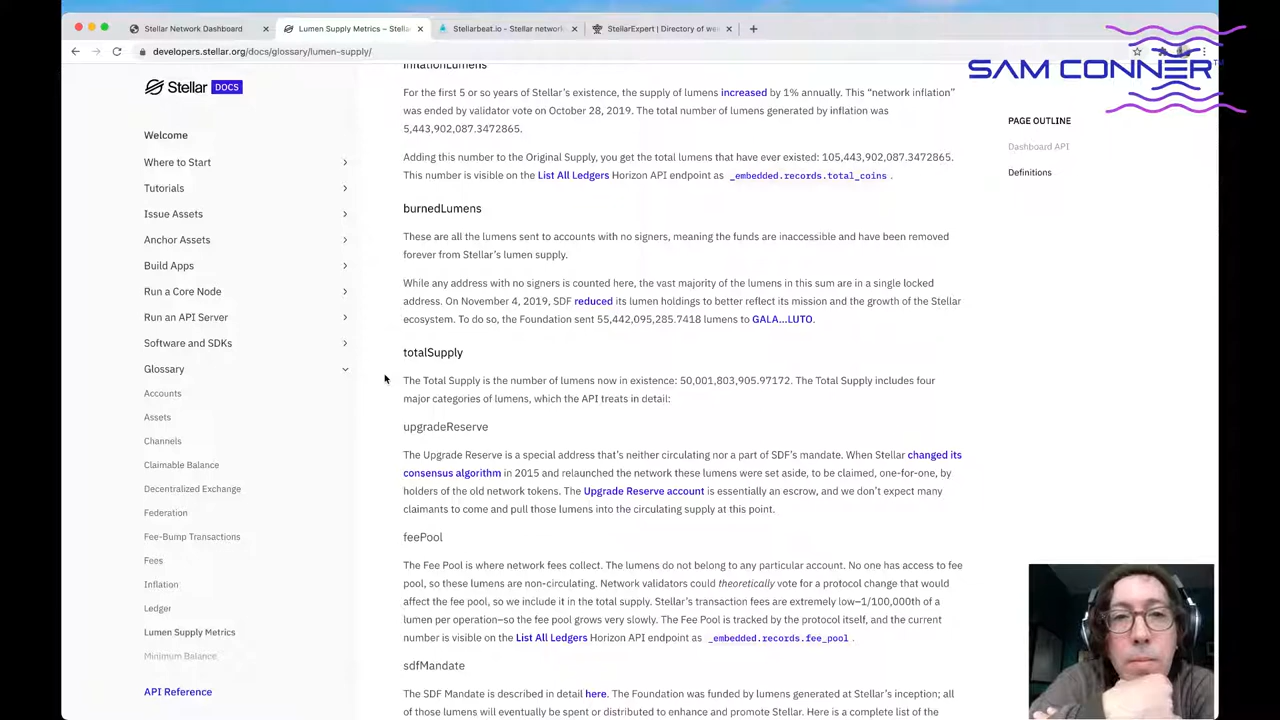 Stellar Network Dashboard
Lumen Supply Metrics – Stella
Stellarbeat.io - Stellar network
StellarExpert | Directory of we
developers.stellar.org/docs/glossary/lumen-supply/
SAM CONNER
Stellar DOCS
Welcome
Where to Start
Tutorials
Issue Assets
Anchor Assets
Build Apps
Run a Core Node
Run an API Server
Software and SDKs
Glossary
Accounts
Assets
Channels
Claimable Balance
Decentralized Exchange
Federation
Fee-Bump Transactions
Fees
Inflation
Ledger
Lumen Supply Metrics
Minimum Balance
API Reference
inflationLumens
For the first 5 or so years of Stellar’s existence, the supply of lumens increased by 1% annually. This “network inflation”
was ended by validator vote on October 28, 2019. The total number of lumens generated by inflation was
5,443,902,087.3472865.
Adding this number to the Original Supply, you get the total lumens that have ever existed: 105,443,902,087.3472865.
This number is visible on the List All Ledgers Horizon API endpoint as _embedded.records.total_coins .
burnedLumens
These are all the lumens sent to accounts with no signers, meaning the funds are inaccessible and have been removed
forever from Stellar’s lumen supply.
While any address with no signers is counted here, the vast majority of the lumens in this sum are in a single locked
address. On November 4, 2019, SDF reduced its lumen holdings to better reflect its mission and the growth of the Stellar
ecosystem. To do so, the Foundation sent 55,442,095,285.7418 lumens to GALA...LUTO.
totalSupply
The Total Supply is the number of lumens now in existence: 50,001,803,905.97172. The Total Supply includes four
major categories of lumens, which the API treats in detail:
upgradeReserve
The Upgrade Reserve is a special address that’s neither circulating nor a part of SDF’s mandate. When Stellar changed its
consensus algorithm in 2015 and relaunched the network these lumens were set aside, to be claimed, one-for-one, by
holders of the old network tokens. The Upgrade Reserve account is essentially an escrow, and we don’t expect many
claimants to come and pull those lumens into the circulating supply at this point.
feePool
The Fee Pool is where network fees collect. The lumens do not belong to any particular account. No one has access to fee
pool, so these lumens are non-circulating. Network validators could theoretically vote for a protocol change that would
affect the fee pool, so we include it in the total supply. Stellar’s transaction fees are extremely low—1/100,000th of a
lumen per operation—so the fee pool grows very slowly. The Fee Pool is tracked by the protocol itself, and the current
number is visible on the List All Ledgers Horizon API endpoint as _embedded.records.fee_pool .
sdfMandate
The SDF Mandate is described in detail here. The Foundation was funded by lumens generated at Stellar’s inception; all
of those lumens will eventually be spent or distributed to enhance and promote Stellar. Here is a complete list of the
PAGE OUTLINE
Dashboard API
Definitions